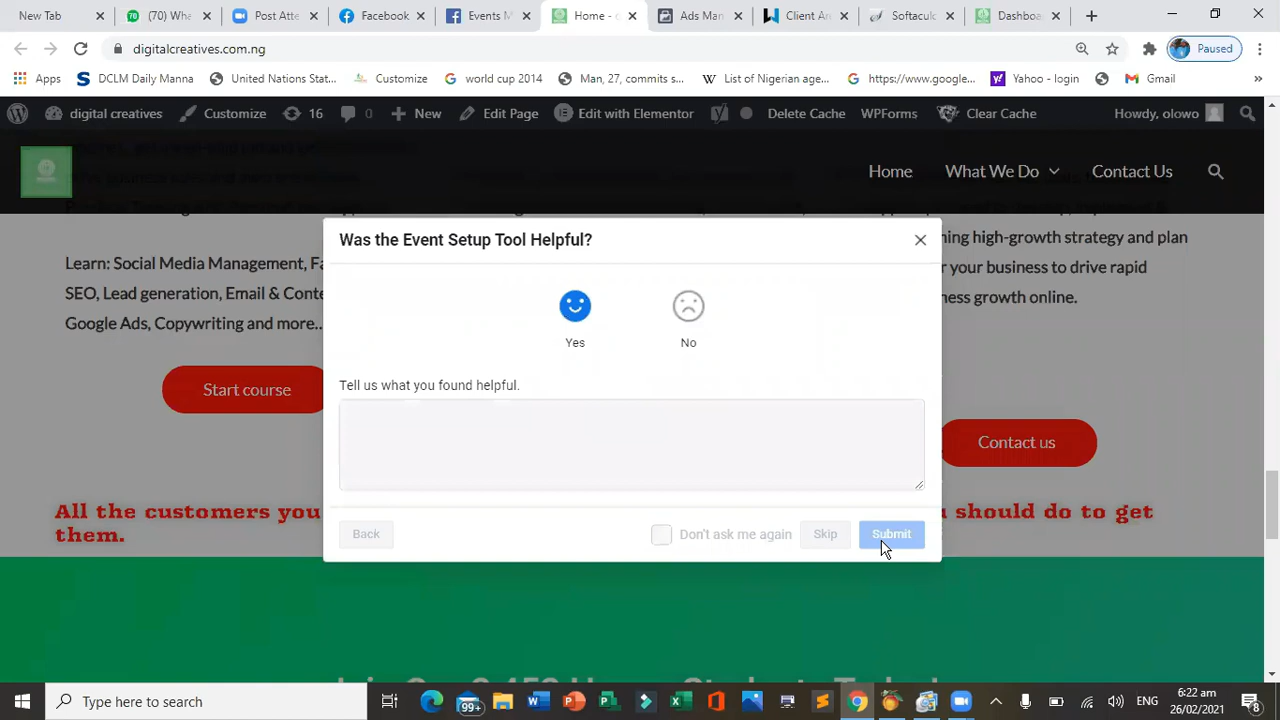 New Tab
(70) Wha
Post Atte
Facebook
Events M
Home - o
Ads Man
Client Ar
Softacul
Dashboa
digitalcreatives.com.ng
Paused
Apps
DCLM Daily Manna
United Nations Stat...
Customize
world cup 2014
Man, 27, commits s...
List of Nigerian age...
https://www.google...
Yahoo - login
Gmail
»
digital creatives
Customize
16
0
New
Edit Page
Edit with Elementor
Delete Cache
WPForms
Clear Cache
Howdy, olowo
Home
What We Do
Contact Us
Was the Event Setup Tool Helpful?
Yes
No
Tell us what you found helpful.
Back
Don't ask me again
Skip
Submit
Learn: Social Media Management, Fa
SEO, Lead generation, Email & Conte
Google Ads, Copywriting and more..
Start course
ning high-growth strategy and plan
r your business to drive rapid
ness growth online.
Contact us
All the customers you should do to get
them.
Type here to search
99+
ENG
6:22 am
26/02/2021
8